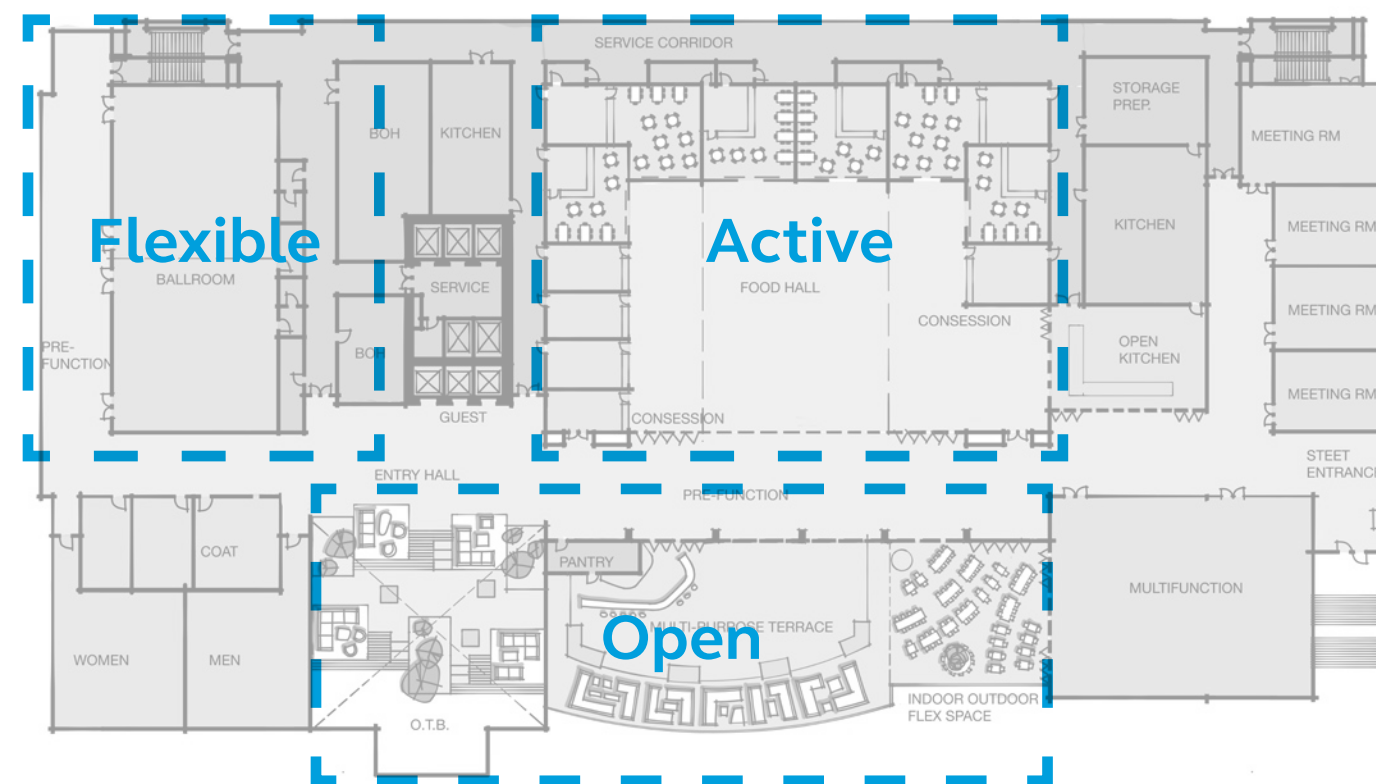 SERVICE CORRIDOR
STORAGE
PREP.
BOH
KITCHEN
MEETING RM
Flexible
Active
KITCHEN
MEETING RM
BALLROOM
SERVICE
FOOD HALL
CONSESSION
MEETING RM
PRE-
FUNCTION
BOH
OPEN
KITCHEN
GUEST
CONSESSION
MEETING RM
ENTRY HALL
PRE-FUNCTION
STEET
ENTRANC
COAT
PANTRY
MULTIFUNCTION
Open
MULTI-PURPOSE TERRACE
WOMEN
MEN
O.T.B.
INDOOR OUTDOOR
FLEX SPACE